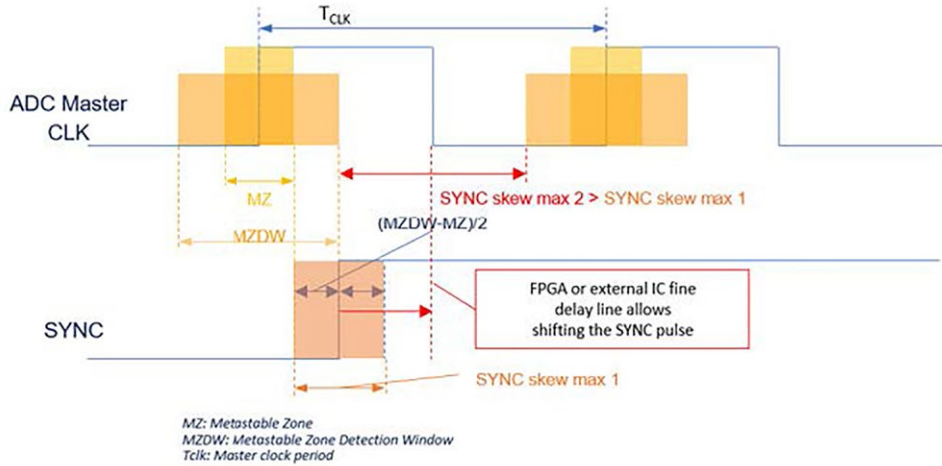 TCLK
ADC Master
CLK
MZ
SYNC skew max 2 > SYNC skew max 1
(MZDW-MZ)/2
MZDW
FPGA or external IC fine
delay line allows
shifting the SYNC pulse
SYNC
SYNC skew max 1
MZ: Metastable Zone
MZDW: Metastable Zone Detection Window
Tclk: Master clock period